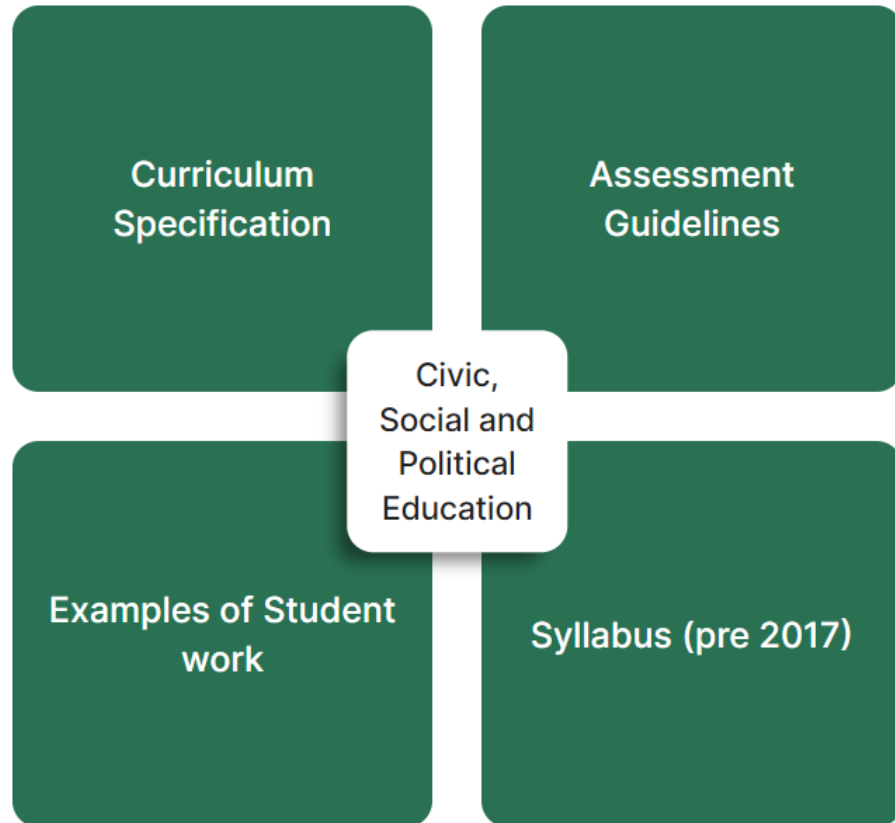 Curriculum
Specification
Assessment
Guidelines
Civic,
Social and
Political
Education
Examples of Student
work
Syllabus (pre 2017)